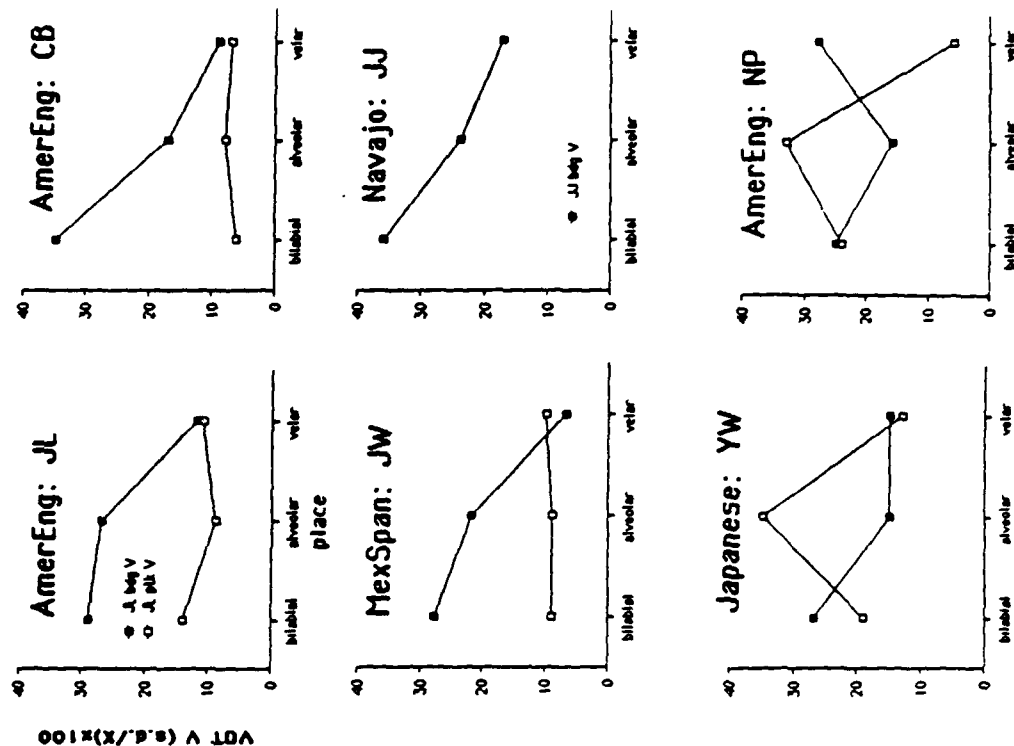 AmerEng: JL
AmerEng: CB
VOT V (s.d./X)x100
40
30
20
10
0
JL bdg V
JL ptk V
bilabial alveolar velar
place
40
30
20
10
0
bilabial alveolar velar
MexSpan: JW
Navajo: JJ
40
30
20
10
0
bilabial alveolar velar
40
30
20
10
0
JJ bdg V
bilabial alveolar velar
Japanese: YW
AmerEng: NP
40
30
20
10
0
bilabial alveolar velar
40
30
20
10
0
bilabial alveolar velar